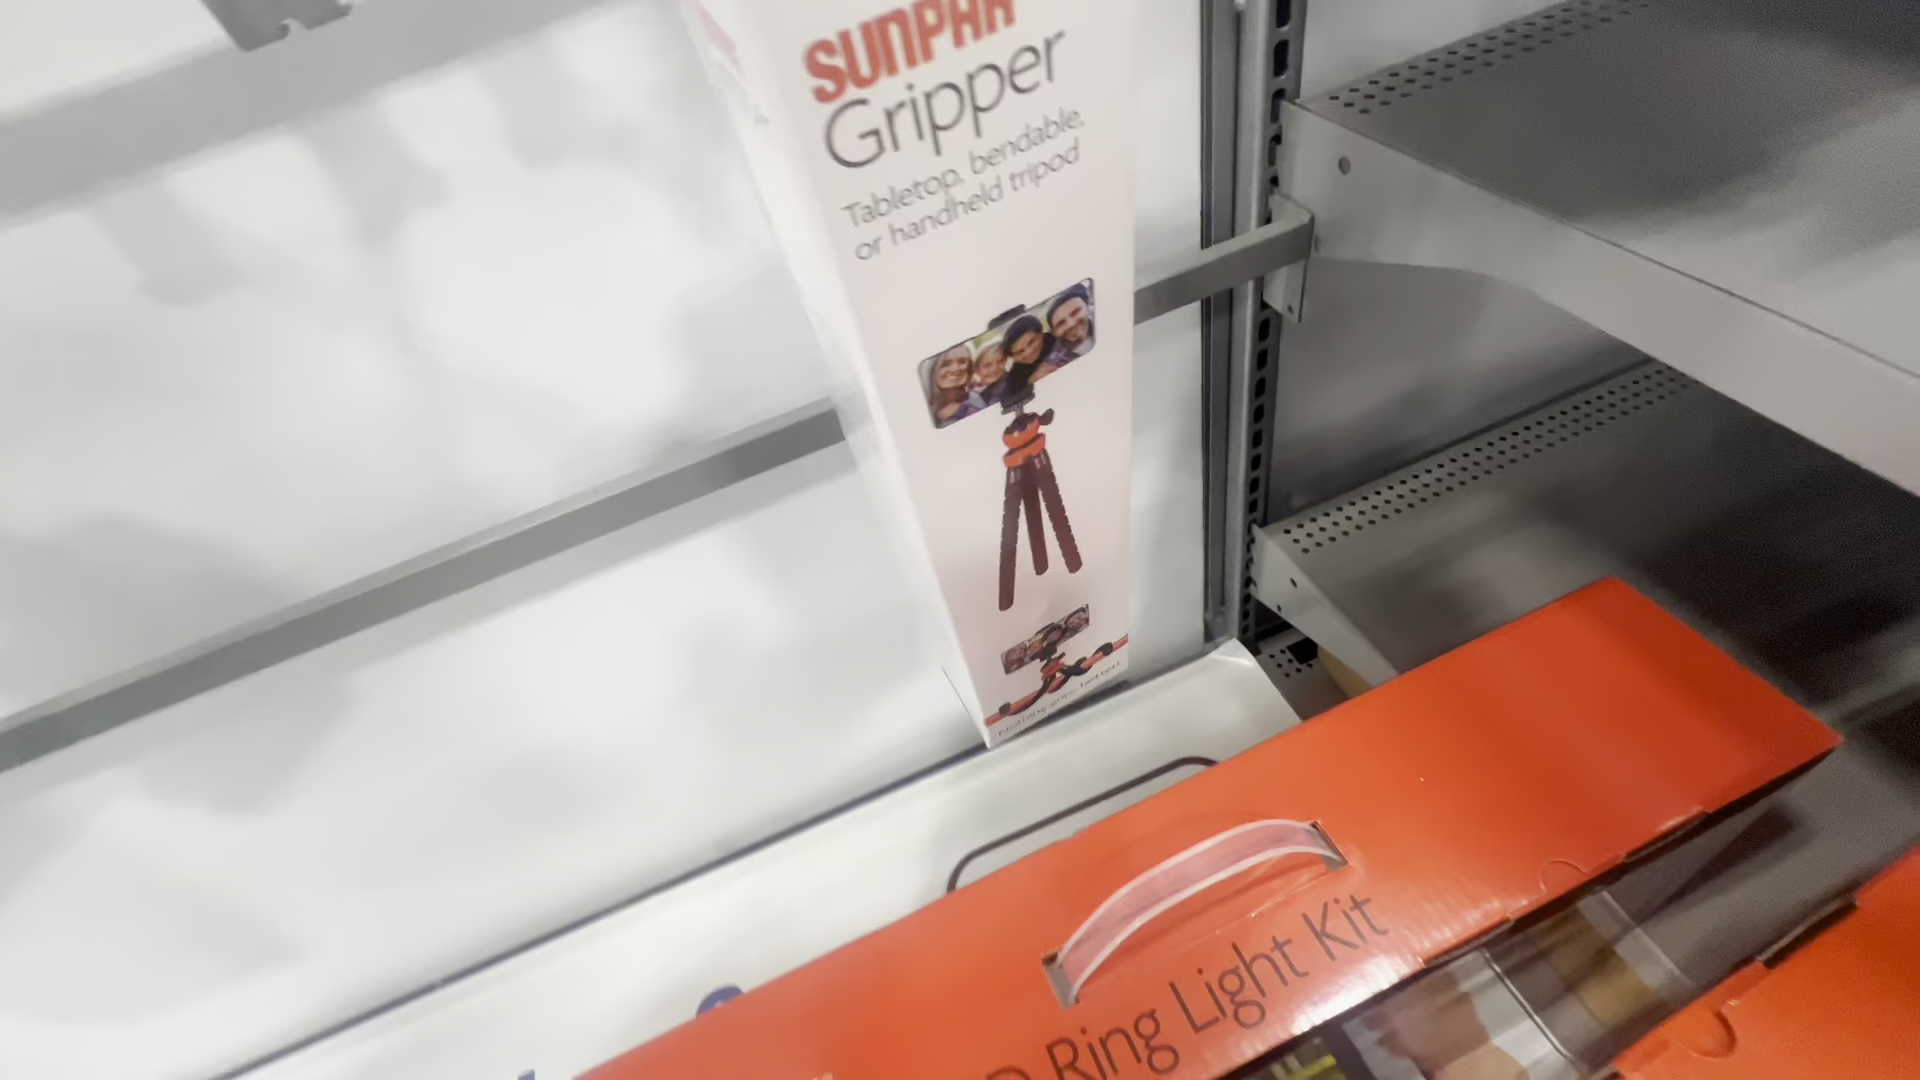 SUNPAK
Gripper
Tabletop, bendable,
or handheld tripod
Ring Light Kit